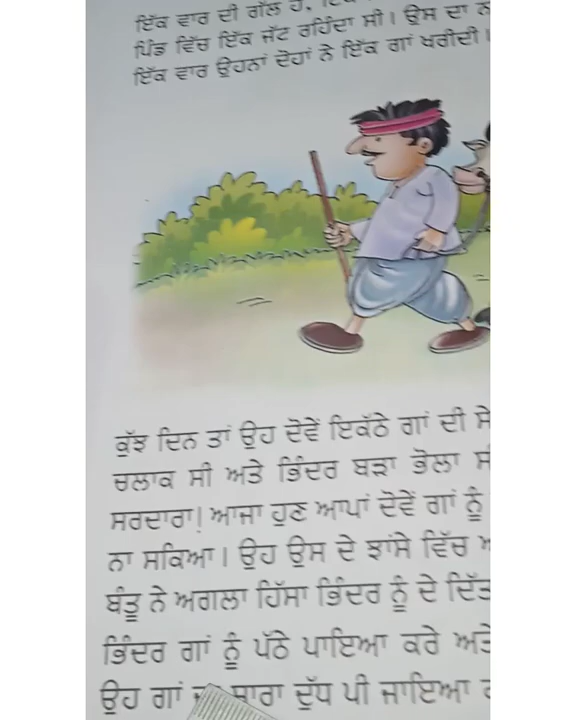 ਇੱਕ ਵਾਰ ਦੀ ਗੱਲ ਹੈ,
ਪਿੰਡ ਵਿੱਚ ਇੱਕ ਜੱਟ ਰਹਿੰਦਾ ਸੀ। ਉਸ ਦਾ
ਇੱਕ ਵਾਰ ਉਹਨਾਂ ਦੋਹਾਂ ਨੇ ਇੱਕ ਗਾਂ ਖਰੀਦੀ।
ਕੁੱਝ ਦਿਨ ਤਾਂ ਉਹ ਦੋਵੇਂ ਇਕੱਠੇ ਗਾਂ ਦੀ
ਚਲਾਕ ਸੀ ਅਤੇ ਭਿੰਦਰ ਬੜਾ ਭੋਲਾ
ਸਰਦਾਰਾ! ਆਜਾ ਹੁਣ ਆਪਾਂ ਦੋਵੇਂ ਗਾਂ ਨੂੰ
ਨਾ ਸਕਿਆ। ਉਹ ਉਸ ਦੇ ਝਾਂਸੇ ਵਿੱਚ
ਬੰਤੂ ਨੇ ਅਗਲਾ ਹਿੱਸਾ ਭਿੰਦਰ ਨੂੰ ਦੇ
ਭਿੰਦਰ ਗਾਂ ਨੂੰ ਪੱਠੇ ਪਾਇਆ ਕਰੇ ਅਤੇ
ਉਹ ਗਾਂ ਸਾਰਾ ਦੁੱਧ ਪੀ ਜਾਇਆ